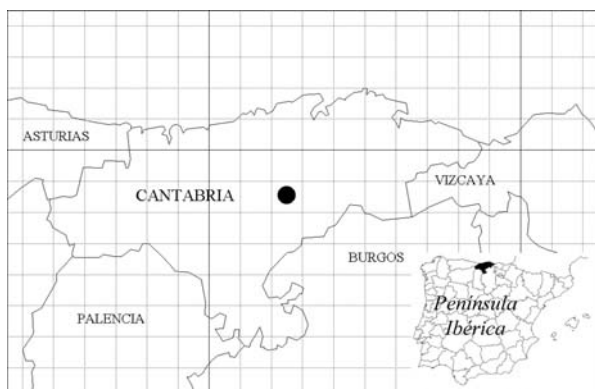 ASTURIAS
CANTABRIA
VIZCAYA
BURGOS
PALENCIA
Península
Ibérica